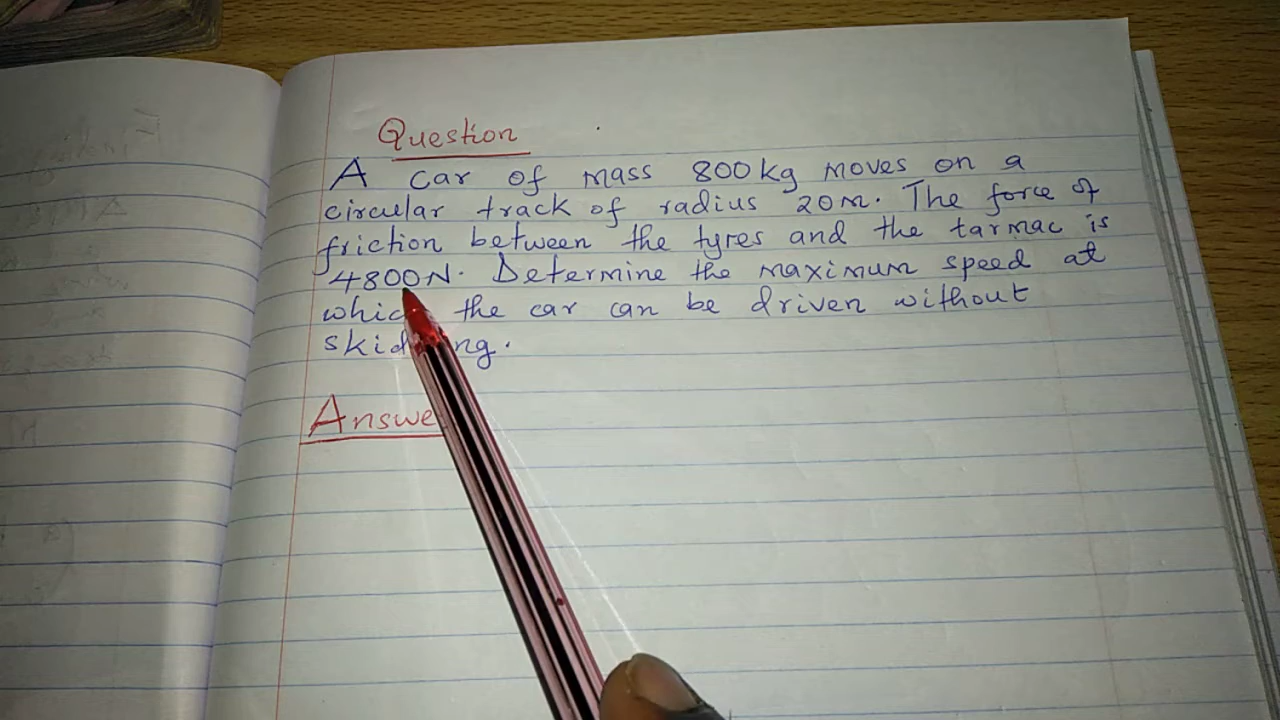 Question
A car of mass 800kg moves on a
circular track of radius 20m. The force of
friction between the tyres and the tarmac is
4800N. Determine the maximum speed at
the car can be driven without